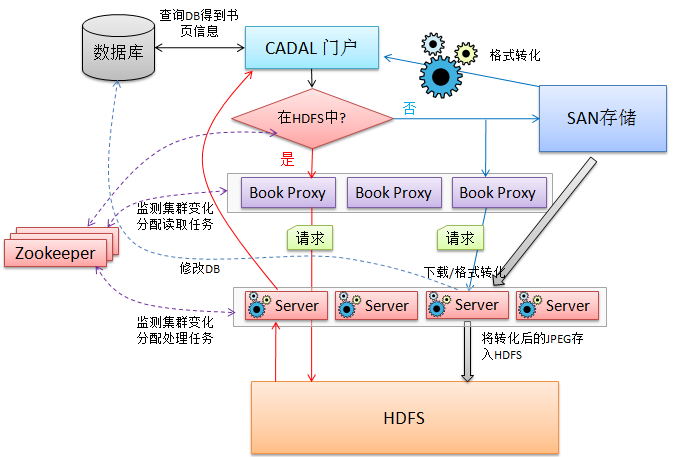 查询DB得到书
页信息
数据库
CADAL 门户
格式转化
在HDFS中?
否
SAN存储
是
Book Proxy
Book Proxy
Book Proxy
监测集群变化
分配读取任务
请求
请求
Zookeeper
修改DB
下载/格式转化
Server
Server
Server
Server
监测集群变化
分配处理任务
将转化后的JPEG存
入HDFS
HDFS